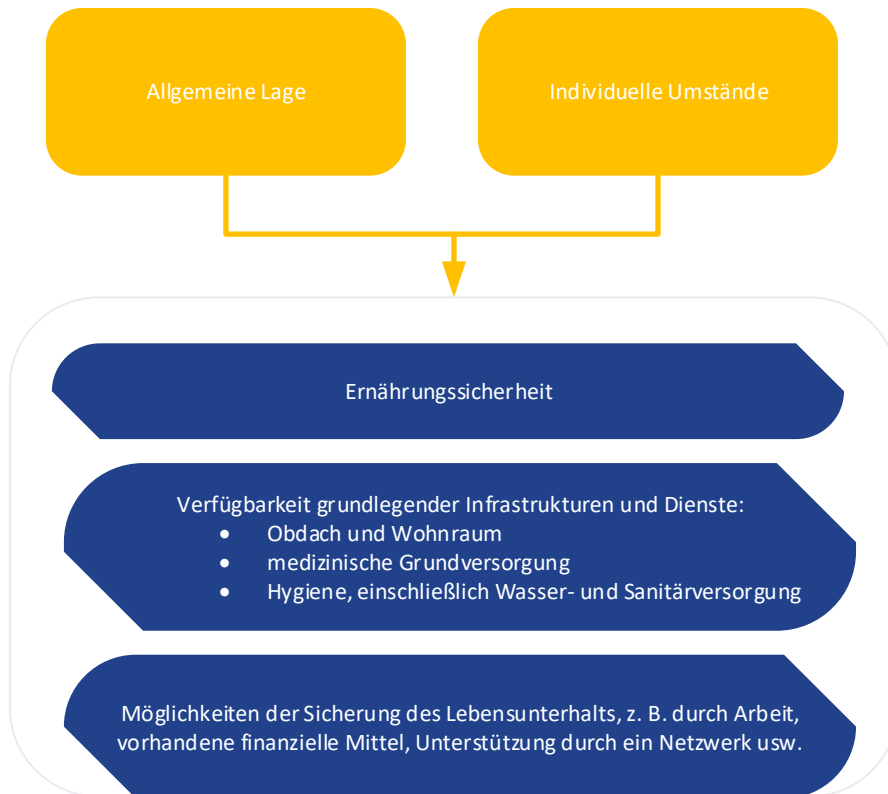 Allgemeine Lage
Individuelle Umstände
Ernährungssicherheit
Verfügbarkeit grundlegender Infrastrukturen und Dienste:
• Obdach und Wohnraum
• medizinische Grundversorgung
• Hygiene, einschließlich Wasser- und Sanitärversorgung
Möglichkeiten der Sicherung des Lebensunterhalts, z. B. durch Arbeit,
vorhandene finanzielle Mittel, Unterstützung durch ein Netzwerk usw.